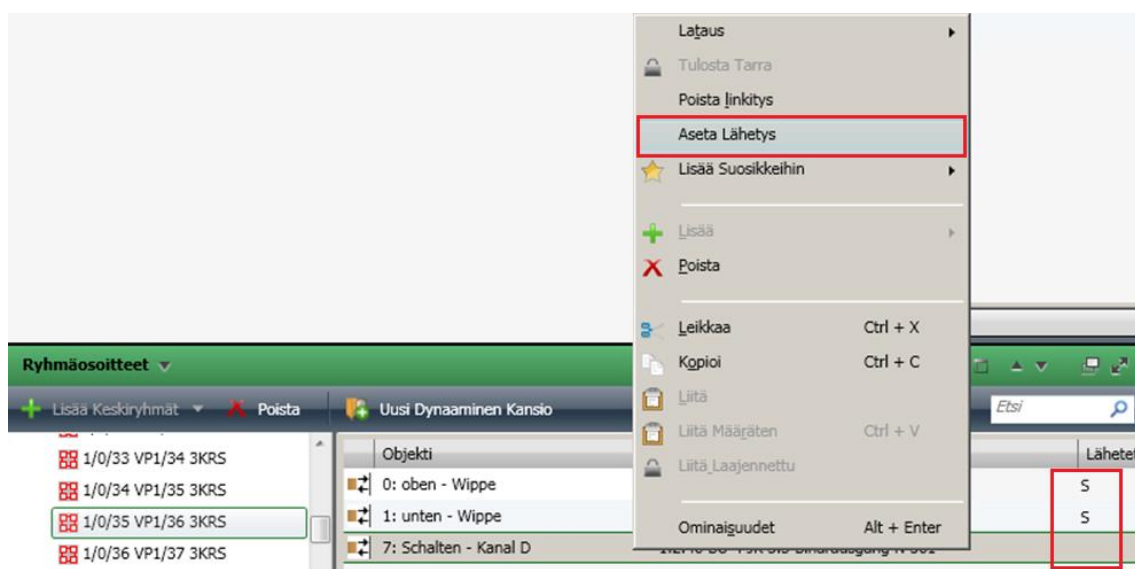 Lataus
Tulosta Tarra
Poista linkitys
Aseta Lähetys
Lisää Suosikkeihin
Lisää
Poista
Leikkaa Ctrl + X
Kopioi Ctrl + C
Liitä
Liitä Määräten Ctrl + V
Liitä Laajennettu
Ominaisuudet Alt + Enter
Ryhmäosoitteet
Lisää Keskiryhmät Poista Uusi Dynaaminen Kansio Etsi
1/0/33 VP1/34 3KRS
1/0/34 VP1/35 3KRS
1/0/35 VP1/36 3KRS
1/0/36 VP1/37 3KRS
Objekti Lähetet
0: oben - Wippe S
1: unten - Wippe S
7: Schalten - Kanal D